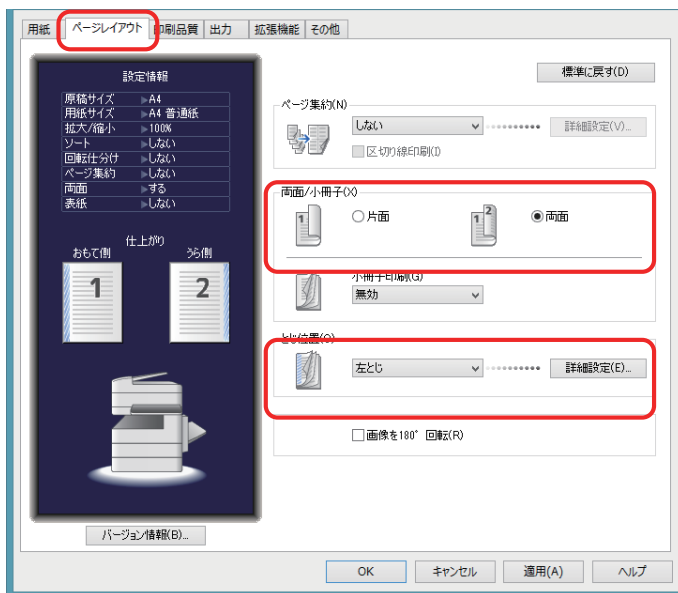 用紙 ページレイアウト 印刷品質 出力 拡張機能 その他
設定情報
原稿サイズ ▶A4
用紙サイズ ▶A4 普通紙
拡大/縮小 ▶100%
ソート ▶しない
回転仕分け ▶しない
ページ集約 ▶しない
両面 ▶する
表紙 ▶しない
仕上がり
おもて側 うら側
1 2
バージョン情報(B)...
標準に戻す(D)
ページ集約(N)
しない 詳細設定(V)...
区切り線印刷(I)
両面/小冊子(X)
1 片面 1 2 両面
小冊子印刷(G)
無効
とじ位置(O)
左とじ 詳細設定(E)...
画像を180° 回転(R)
OK キャンセル 適用(A) ヘルプ